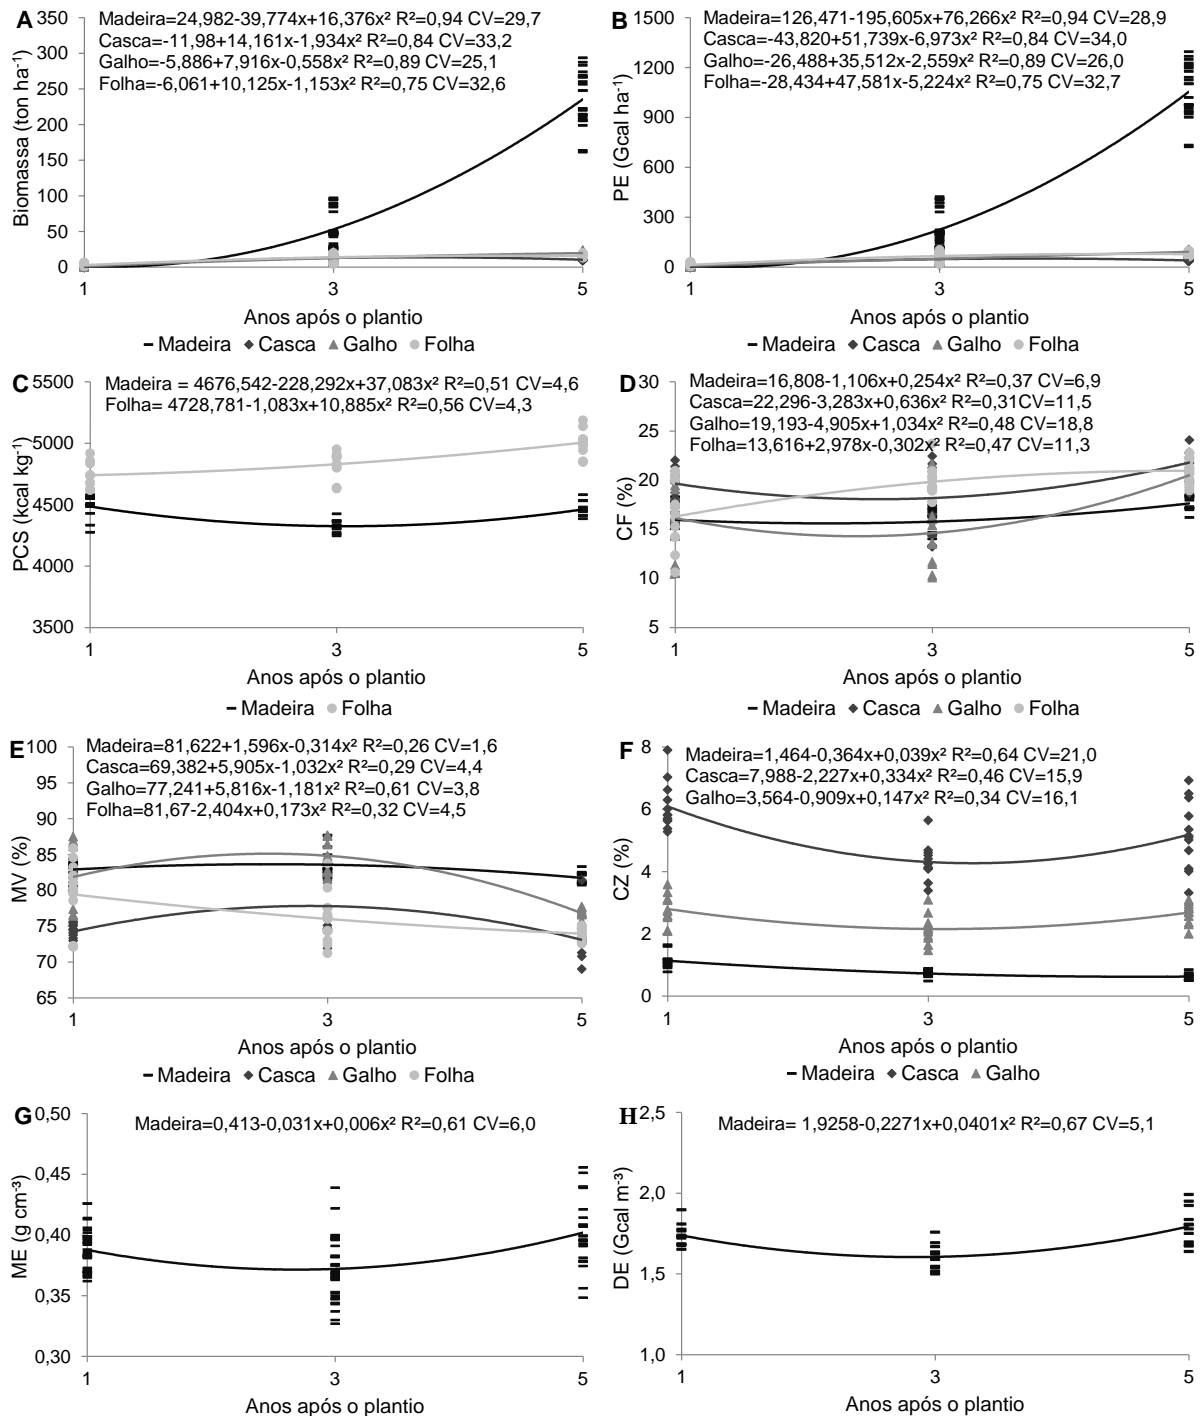 A
Madeira=24,982-39,774x+16,376x² R²=0,94 CV=29,7
Casca=-11,98+14,161x-1,934x² R²=0,84 CV=33,2
Galho=-5,886+7,916x-0,558x² R²=0,89 CV=25,1
Folha=-6,061+10,125x-1,153x² R²=0,75 CV=32,6
Biomassa (ton ha⁻¹)
350
300
250
200
150
100
50
0
1 3 5
Anos após o plantio
Madeira Casca Galho Folha
B
Madeira=126,471-195,605x+76,266x² R²=0,94 CV=28,9
Casca=-43,820+51,739x-6,973x² R²=0,84 CV=34,0
Galho=-26,488+35,512x-2,559x² R²=0,89 CV=26,0
Folha=-28,434+47,581x-5,224x² R²=0,75 CV=32,7
PE (Gcal ha⁻¹)
1500
1200
900
600
300
0
1 3 5
Anos após o plantio
Madeira Casca Galho Folha
C
Madeira = 4676,542-228,292x+37,083x² R²=0,51 CV=4,6
Folha= 4728,781-1,083x+10,885x² R²=0,56 CV=4,3
PCS (kcal kg⁻¹)
5500
5000
4500
4000
3500
1 3 5
Anos após o plantio
Madeira Folha
D
Madeira=16,808-1,106x+0,254x² R²=0,37 CV=6,9
Casca=22,296-3,283x+0,636x² R²=0,31CV=11,5
Galho=19,193-4,905x+1,034x² R²=0,48 CV=18,8
Folha=13,616+2,978x-0,302x² R²=0,47 CV=11,3
CF (%)
30
25
20
15
10
5
1 3 5
Anos após o plantio
Madeira Casca Galho Folha
E
Madeira=81,622+1,596x-0,314x² R²=0,26 CV=1,6
Casca=69,382+5,905x-1,032x² R²=0,29 CV=4,4
Galho=77,241+5,816x-1,181x² R²=0,61 CV=3,8
Folha=81,67-2,404x+0,173x² R²=0,32 CV=4,5
MV (%)
100
95
90
85
80
75
70
65
1 3 5
Anos após o plantio
Madeira Casca Galho Folha
F
Madeira=1,464-0,364x+0,039x² R²=0,64 CV=21,0
Casca=7,988-2,227x+0,334x² R²=0,46 CV=15,9
Galho=3,564-0,909x+0,147x² R²=0,34 CV=16,1
CZ (%)
8
6
4
2
0
1 3 5
Anos após o plantio
Madeira Casca Galho
G
Madeira=0,413-0,031x+0,006x² R²=0,61 CV=6,0
ME (g cm⁻³)
0,50
0,45
0,40
0,35
0,30
1 3 5
Anos após o plantio
H
Madeira= 1,9258-0,2271x+0,0401x² R²=0,67 CV=5,1
DE (Gcal m⁻³)
2,5
2,0
1,5
1,0
1 3 5
Anos após o plantio